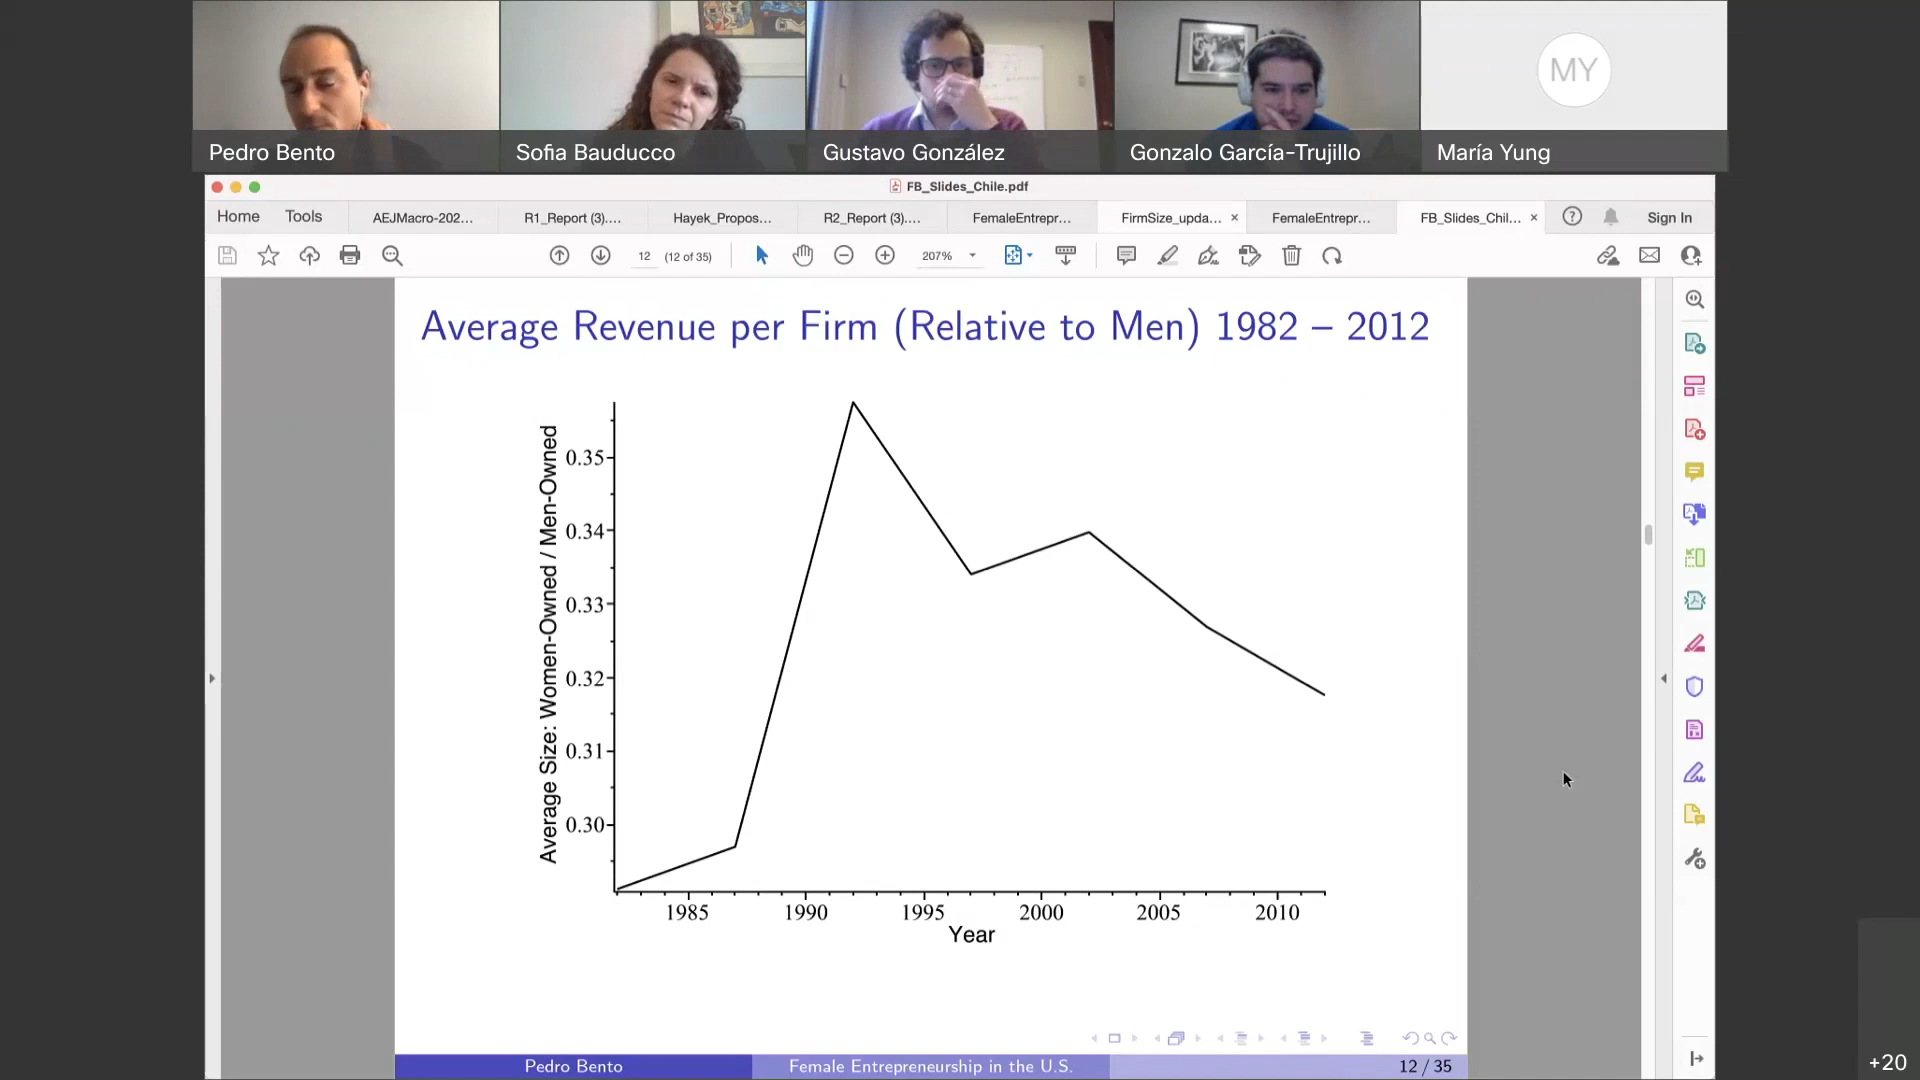 MY
Pedro Bento
Sofia Bauducco
Gustavo González
Gonzalo García-Trujillo
María Yung
FB_Slides_Chile.pdf
Home
Tools
AEJMacro-202...
R1_Report (3)....
Hayek_Propos...
R2_Report (3)....
FemaleEntrepr...
FirmSize_upda... ×
FemaleEntrepr...
FB_Slides_Chil... ×
Sign In
12 (12 of 35)
207%
Average Revenue per Firm (Relative to Men) 1982 – 2012
Average Size: Women-Owned / Men-Owned
0.35
0.34
0.33
0.32
0.31
0.30
1985 1990 1995 2000 2005 2010
Year
Pedro Bento
Female Entrepreneurship in the U.S.
12 / 35
+20